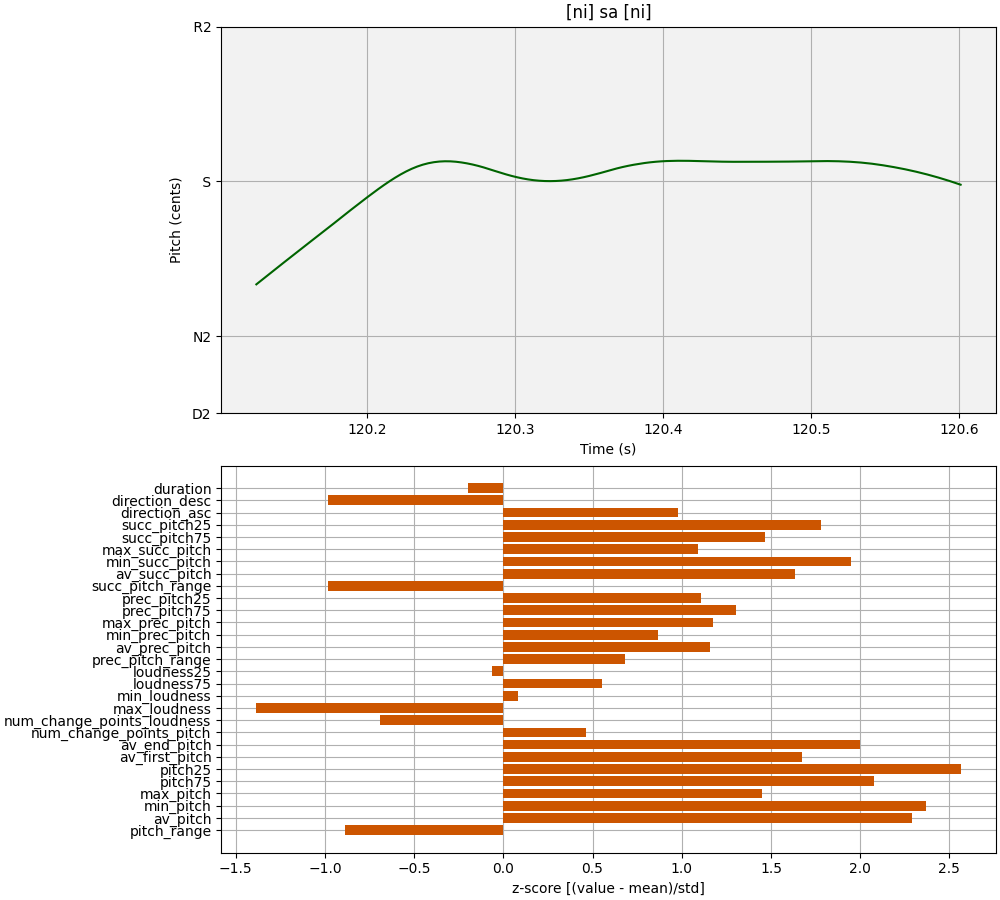 [ni] sa [ni]
R2
S
N2
D2
Pitch (cents)
120.2 120.3 120.4 120.5 120.6
Time (s)
duration
direction_desc
direction_asc
succ_pitch25
succ_pitch75
max_succ_pitch
min_succ_pitch
av_succ_pitch
succ_pitch_range
prec_pitch25
prec_pitch75
max_prec_pitch
min_prec_pitch
av_prec_pitch
prec_pitch_range
loudness25
loudness75
min_loudness
max_loudness
num_change_points_loudness
num_change_points_pitch
av_end_pitch
av_first_pitch
pitch25
pitch75
max_pitch
min_pitch
av_pitch
pitch_range
−1.5 −1.0 −0.5 0.0 0.5 1.0 1.5 2.0 2.5
z-score [(value - mean)/std]